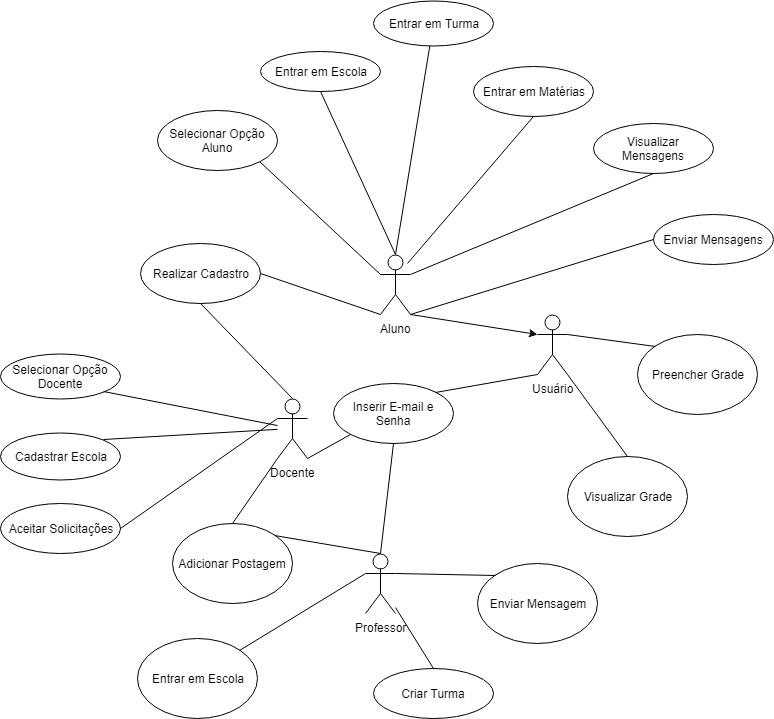 Entrar em Turma
Entrar em Escola
Entrar em Matérias
Selecionar Opção
Aluno
Visualizar
Mensagens
Enviar Mensagens
Realizar Cadastro
Aluno
Usuário
Preencher Grade
Selecionar Opção
Docente
Inserir E-mail e
Senha
Cadastrar Escola
Docente
Visualizar Grade
Aceitar Solicitações
Adicionar Postagem
Enviar Mensagem
Professor
Entrar em Escola
Criar Turma